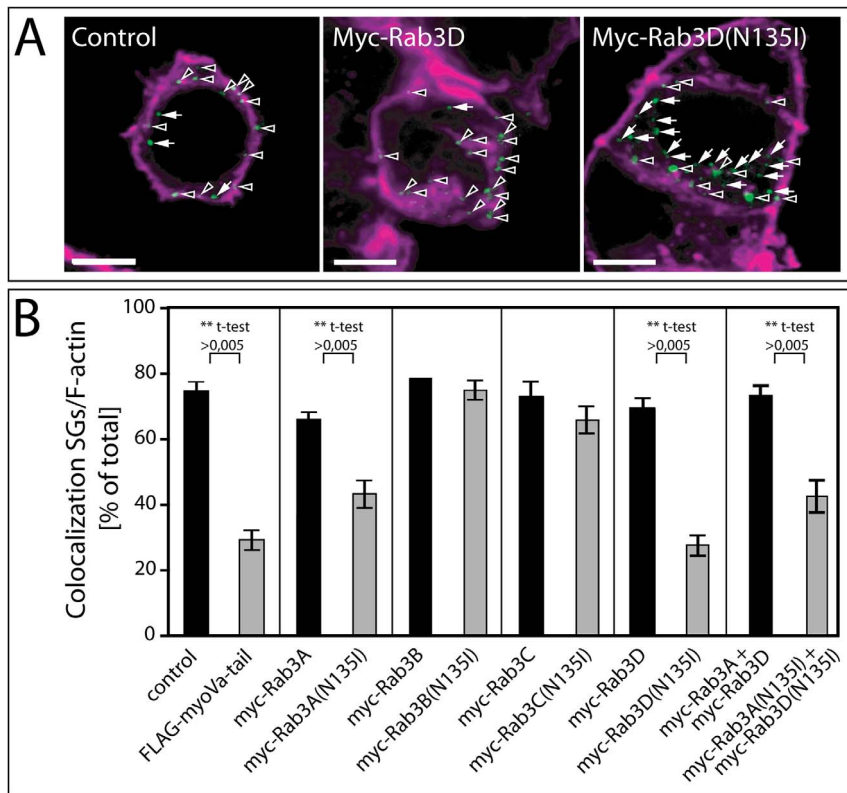 A
Control
Myc-Rab3D
Myc-Rab3D(N135I)
B
Colocalization SGs/F-actin
[% of total]
100
80
60
40
20
0
** t-test
>0,005
** t-test
>0,005
** t-test
>0,005
** t-test
>0,005
control
FLAG-myoVa-tail
myc-Rab3A
myc-Rab3A(N135I)
myc-Rab3B
myc-Rab3B(N135I)
myc-Rab3C
myc-Rab3C(N135I)
myc-Rab3D
myc-Rab3D(N135I)
myc-Rab3A +
myc-Rab3D
myc-Rab3A(N135I) +
myc-Rab3D(N135I)